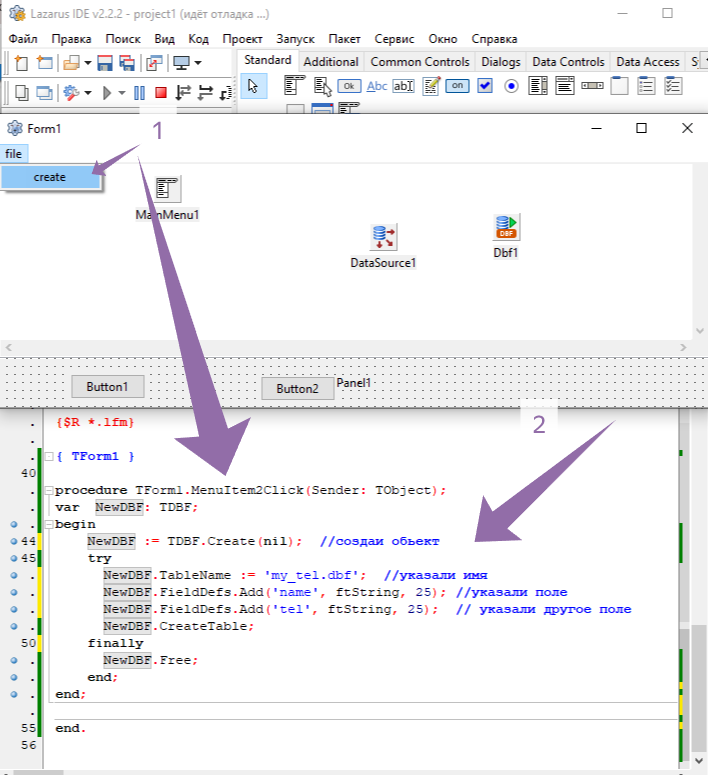 Lazarus IDE v2.2.2 - project1 (идёт отладка ...)
Файл Правка Поиск Вид Код Проект Запуск Пакет Сервис Окно Справка
Standard Additional Common Controls Dialogs Data Controls Data Access S
Ok Abc abI on
Form1
1
file
create
MainMenu1
DataSource1
DBF
Dbf1
Button1 Button2 Panel1
2
{$R *.lfm}
.
{ TForm1 }
40
procedure TForm1.MenuItem2Click(Sender: TObject);
var NewDBF: TDBF;
begin
44 NewDBF := TDBF.Create(nil); //создаи обьект
45 try
NewDBF.TableName := 'my_tel.dbf'; //указали имя
NewDBF.FieldDefs.Add('name', ftString, 25); //указали поле
NewDBF.FieldDefs.Add('tel', ftString, 25); // указали другое поле
NewDBF.CreateTable;
50 finally
NewDBF.Free;
end;
end;
55 end.
56